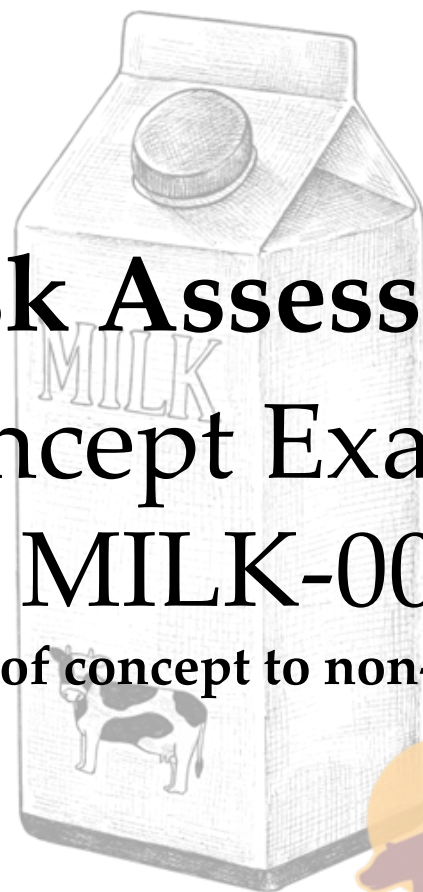 k Assess
MILK
ncept Exa
MILK-00
of concept to non-